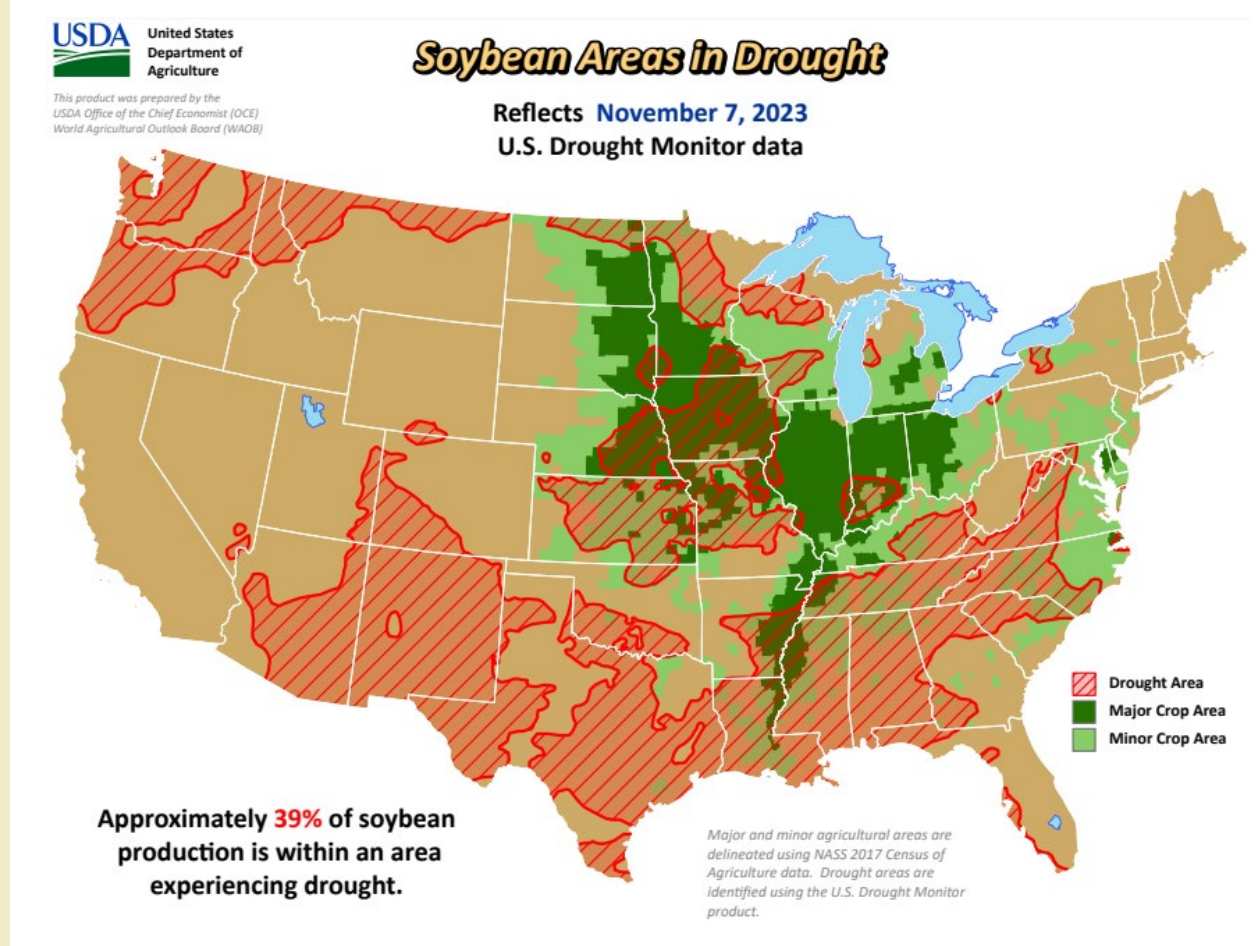 USDA
United States
Department of
Agriculture
This product was prepared by the
USDA Office of the Chief Economist (OCE)
World Agricultural Outlook Board (WAOB)
Soybean Areas in Drought
Reflects November 7, 2023
U.S. Drought Monitor data
Drought Area
Major Crop Area
Minor Crop Area
Approximately 39% of soybean
production is within an area
experiencing drought.
Major and minor agricultural areas are
delineated using NASS 2017 Census of
Agriculture data. Drought areas are
identified using the U.S. Drought Monitor
product.